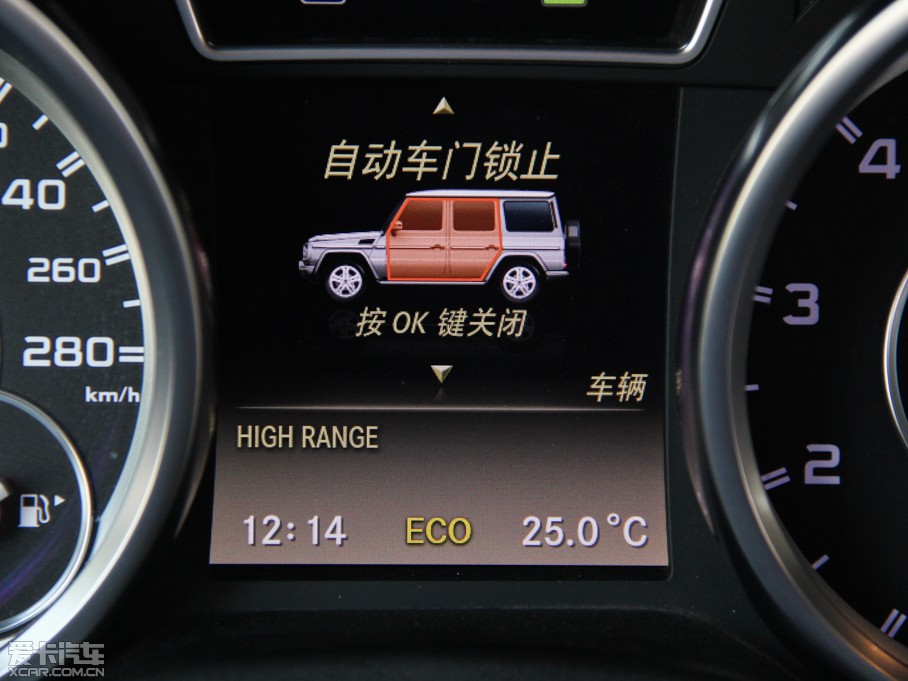 自动车门锁止
按 OK 键关闭
车辆
HIGH RANGE
12:14 ECO 25.0°C
40
260
280
km/h
4
3
2
爱卡汽车
XCAR.COM.CN